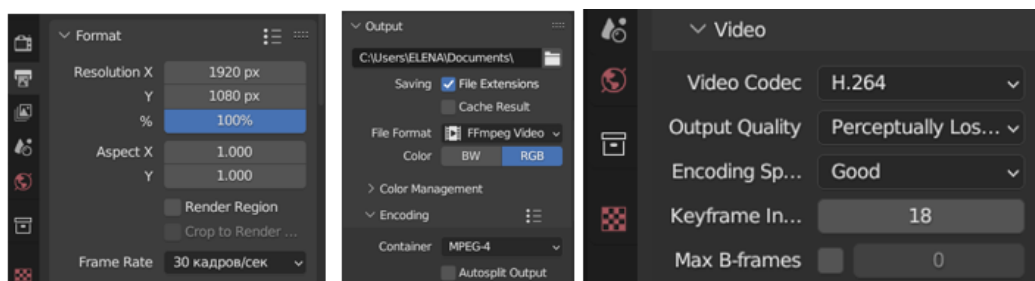 Format
Resolution X 1920 px
Y 1080 px
% 100%
Aspect X 1.000
Y 1.000
Render Region
Crop to Render ...
Frame Rate 30 кадров/сек
Output
C:\Users\ELENA\Documents\
Saving File Extensions
Cache Result
File Format FFmpeg Video
Color BW RGB
Color Management
Encoding
Container MPEG-4
Autosplit Output
Video
Video Codec H.264
Output Quality Perceptually Los...
Encoding Sp... Good
Keyframe In... 18
Max B-frames 0